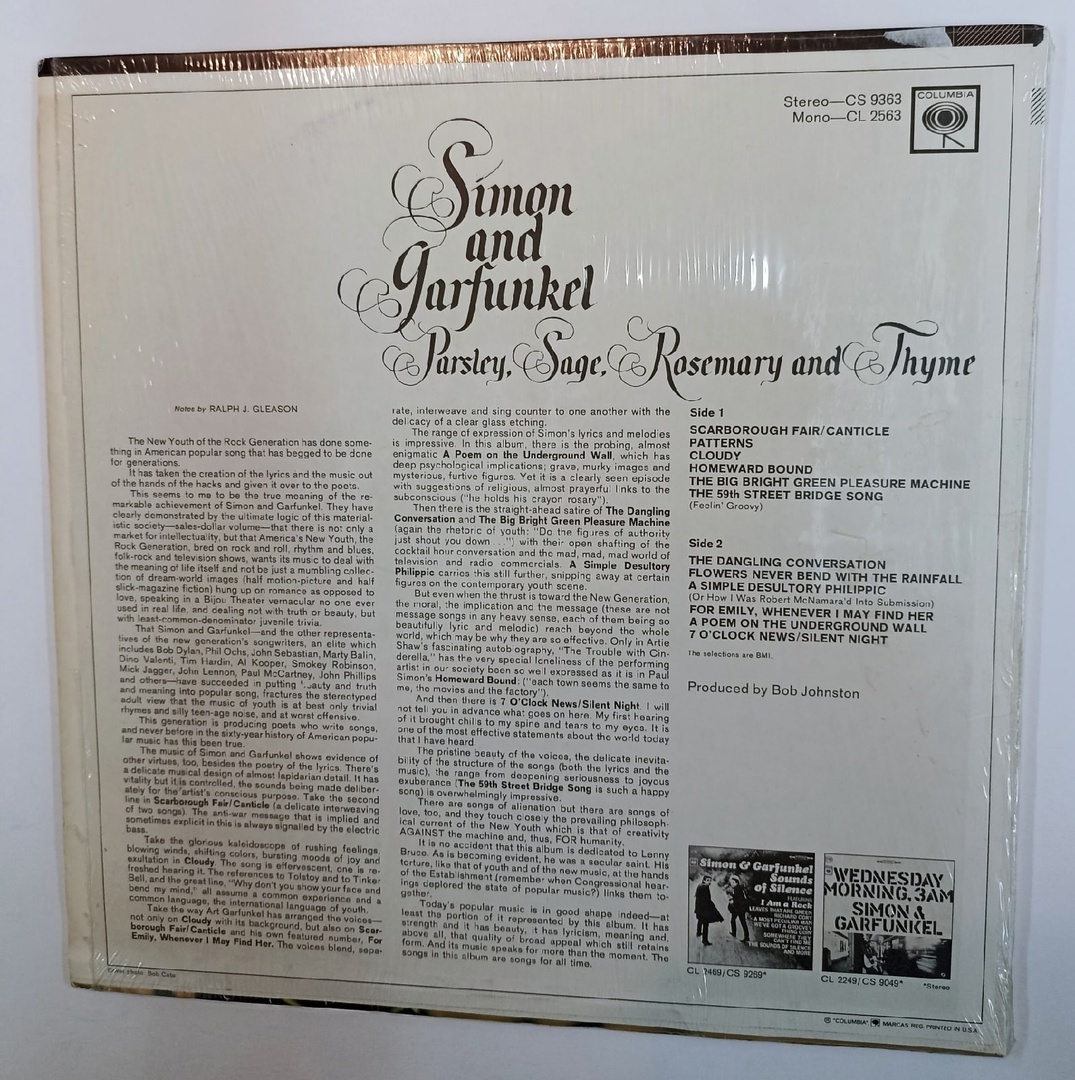 Stereo—CS 9363
Mono—CL 2563
COLUMBIA
Simon
and
Garfunkel
Parsley, Sage, Rosemary and Thyme
Notes by RALPH J. GLEASON
The New Youth of the Rock Generation has done some-
thing in American popular song that has begged to be done
for generations.
It has taken the creation of the lyrics and the music out
of the hands of the hacks and given it over to the poets.
This seems to me to be the true meaning of the re-
markable achievement of Simon and Garfunkel. They have
clearly demonstrated by the ultimate logic of this material-
istic society—sales-dollar volume—that there is not only a
market for intellectuality, but that America's New Youth, the
Rock Generation, bred on rock and roll, rhythm and blues,
folk-rock and television shows, wants its music to deal with
the meaning of life itself and not be just a mumbling collec-
tion of dream-world images (half motion-picture and half
slick-magazine fiction) hung up on romance as opposed to
love, speaking in a Bijou Theater vernacular no one ever
used in real life, and dealing not with truth or beauty, but
with least-common-denominator juvenile trivia.
That Simon and Garfunkel—and the other representa-
tives of the new generation's songwriters, an elite which
includes Bob Dylan, Phil Ochs, John Sebastian, Marty Balin,
Dino Valenti, Tim Hardin, Al Kooper, Smokey Robinson,
Mick Jagger, John Lennon, Paul McCartney, John Phillips
and others—have succeeded in putting beauty and truth
and meaning into popular song, fractures the stereotyped
adult view that the music of youth is at best only trivial
rhymes and silly teen-age noise, and at worst offensive.
This generation is producing poets who write songs,
and never before in the sixty-year history of American popu-
lar music has this been true.
The music of Simon and Garfunkel shows evidence of
other virtues, too, besides the poetry of the lyrics. There's
a delicate musical design of almost lapidarian detail. It has
vitality but it is controlled, the sounds being made deliber-
ately for the artist's conscious purpose. Take the second
line in Scarborough Fair/Canticle (a delicate interweaving
of two songs). The anti-war message that is implied and
sometimes explicit in this is always signalled by the electric
bass.
Take the glorious kaleidoscope of rushing feelings,
blowing winds, shifting colors, bursting moods of joy and
exultation in Cloudy. The song is effervescent, one is re-
freshed hearing it. The references to Tolstoy and to Tinker
Bell, and the great line, "Why don't you show your face and
bend my mind," all assume a common experience and a
common language, the international language of youth.
Take the way Art Garfunkel has arranged the voices—
not only on Cloudy with its background, but also on Scar-
borough Fair/Canticle and his own featured number, For
Emily, Whenever I May Find Her. The voices blend, sepa-
rate, interweave and sing counter to one another with the
delicacy of a clear glass etching.
The range of expression of Simon's lyrics and melodies
is impressive. In this album, there is the probing, almost
enigmatic A Poem on the Underground Wall, which has
deep psychological implications; grave, murky images and
mysterious, furtive figures. Yet it is a clearly seen episode
with suggestions of religious, almost prayerful links to the
subconscious ("he holds his crayon rosary").
Then there is the straight-ahead satire of The Dangling
Conversation and The Big Bright Green Pleasure Machine
(again the rhetoric of youth: "Do the figures of authority
just shout you down . . .") with their open shafting of the
cocktail hour conversation and the mad, mad, mad world of
television and radio commercials. A Simple Desultory
Philippic carries this still further, snipping away at certain
figures on the contemporary youth scene.
But even when the thrust is toward the New Generation,
the moral, the implication and the message (these are not
message songs in any heavy sense, each of them being so
beautifully lyric and melodic) reach beyond the whole
world, which may be why they are so effective. Only in Artie
Shaw's fascinating autobiography, "The Trouble with Cin-
derella," has the very special loneliness of the performing
artist in our society been so well expressed as it is in Paul
Simon's Homeward Bound: ("each town seems the same to
me, the movies and the factory").
And then there is 7 O'Clock News/Silent Night. I will
not tell you in advance what goes on here. My first hearing
of it brought chills to my spine and tears to my eyes. It is
one of the most effective statements about the world today
that I have heard.
The pristine beauty of the voices, the delicate inevita-
bility of the structure of the songs (both the lyrics and the
music), the range from deepening seriousness to joyous
exuberance (The 59th Street Bridge Song is such a happy
song) is overwhelmingly impressive.
There are songs of alienation but there are songs of
love, too, and they touch closely the prevailing philosoph-
ical current of the New Youth which is that of creativity
AGAINST the machine and, thus, FOR humanity.
It is no accident that this album is dedicated to Lenny
Bruce. As is becoming evident, he was a secular saint. His
torture, like that of youth and of the new music, at the hands
of the Establishment (remember when Congressional hear-
ings deplored the state of popular music?) links them to-
gether.
Today's popular music is in good shape indeed—at
least the portion of it represented by this album. It has
strength and it has beauty, it has lyricism, meaning and,
above all, that quality of broad appeal which still retains
form. And its music speaks for more than the moment. The
songs in this album are songs for all time.
Side 1
SCARBOROUGH FAIR/CANTICLE
PATTERNS
CLOUDY
HOMEWARD BOUND
THE BIG BRIGHT GREEN PLEASURE MACHINE
THE 59th STREET BRIDGE SONG
(Feelin' Groovy)
Side 2
THE DANGLING CONVERSATION
FLOWERS NEVER BEND WITH THE RAINFALL
A SIMPLE DESULTORY PHILIPPIC
(Or How I Was Robert McNamara'd Into Submission)
FOR EMILY, WHENEVER I MAY FIND HER
A POEM ON THE UNDERGROUND WALL
7 O'CLOCK NEWS/SILENT NIGHT
The selections are BMI.
Produced by Bob Johnston
Simon & Garfunkel
Sounds
of Silence
FEATURING
I Am a Rock
LEAVES THAT ARE GREEN
RICHARD CORY
A MOST PECULIAR MAN
WE'VE GOT A GROOVEY
THING GOIN'
SOMEWHERE THEY
CAN'T FIND ME
THE SOUNDS OF SILENCE
AND MORE
CL 2469/CS 9269*
WEDNESDAY
MORNING, 3AM
SIMON &
GARFUNKEL
CL 2249/CS 9049*
*Stereo
Cover photo: Bob Cato
® "COLUMBIA" MARCAS REG. PRINTED IN U.S.A.